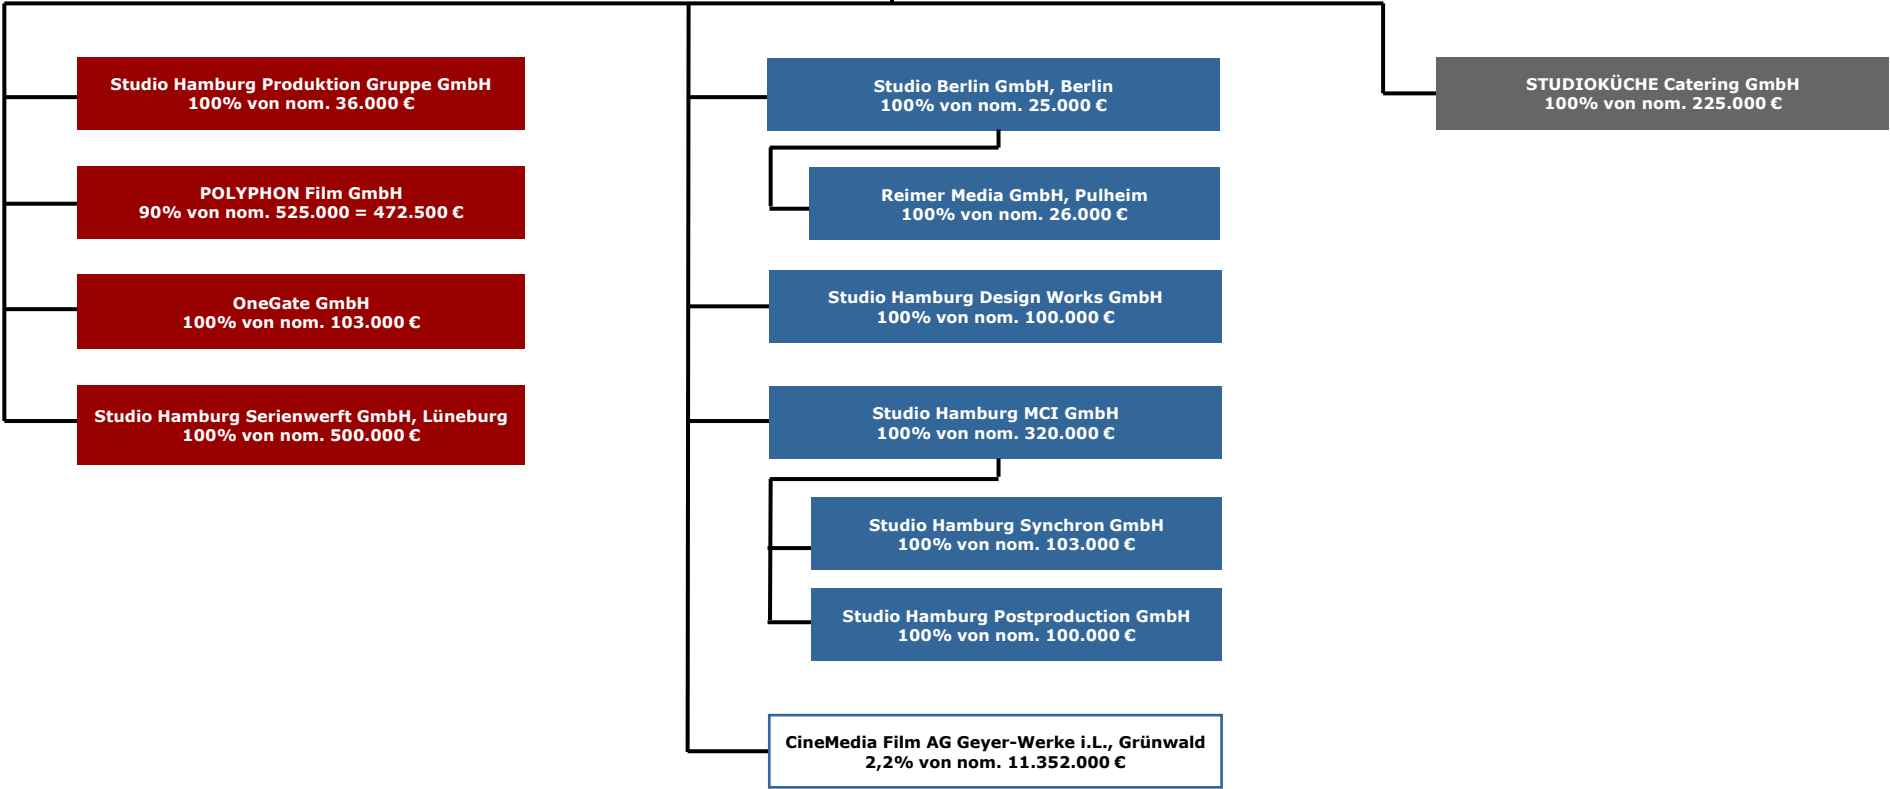 Studio Hamburg Produktion Gruppe GmbH
100% von nom. 36.000 €
POLYPHON Film GmbH
90% von nom. 525.000 = 472.500 €
OneGate GmbH
100% von nom. 103.000 €
Studio Hamburg Serienwerft GmbH, Lüneburg
100% von nom. 500.000 €
Studio Berlin GmbH, Berlin
100% von nom. 25.000 €
Reimer Media GmbH, Pulheim
100% von nom. 26.000 €
Studio Hamburg Design Works GmbH
100% von nom. 100.000 €
Studio Hamburg MCI GmbH
100% von nom. 320.000 €
Studio Hamburg Synchron GmbH
100% von nom. 103.000 €
Studio Hamburg Postproduction GmbH
100% von nom. 100.000 €
CineMedia Film AG Geyer-Werke i.L., Grünwald
2,2% von nom. 11.352.000 €
STUDIOKÜCHE Catering GmbH
100% von nom. 225.000 €